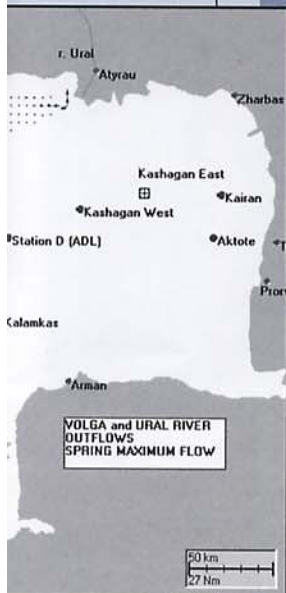 r. Ural
Atyrau
Zharbas
Kashagan East
Kairan
Kashagan West
Station D (ADL)
Aktote
T
Pror
Kalamkas
Arman
VOLGA and URAL RIVER
OUTFLOWS
SPRING MAXIMUM FLOW
50 km
27 Nm